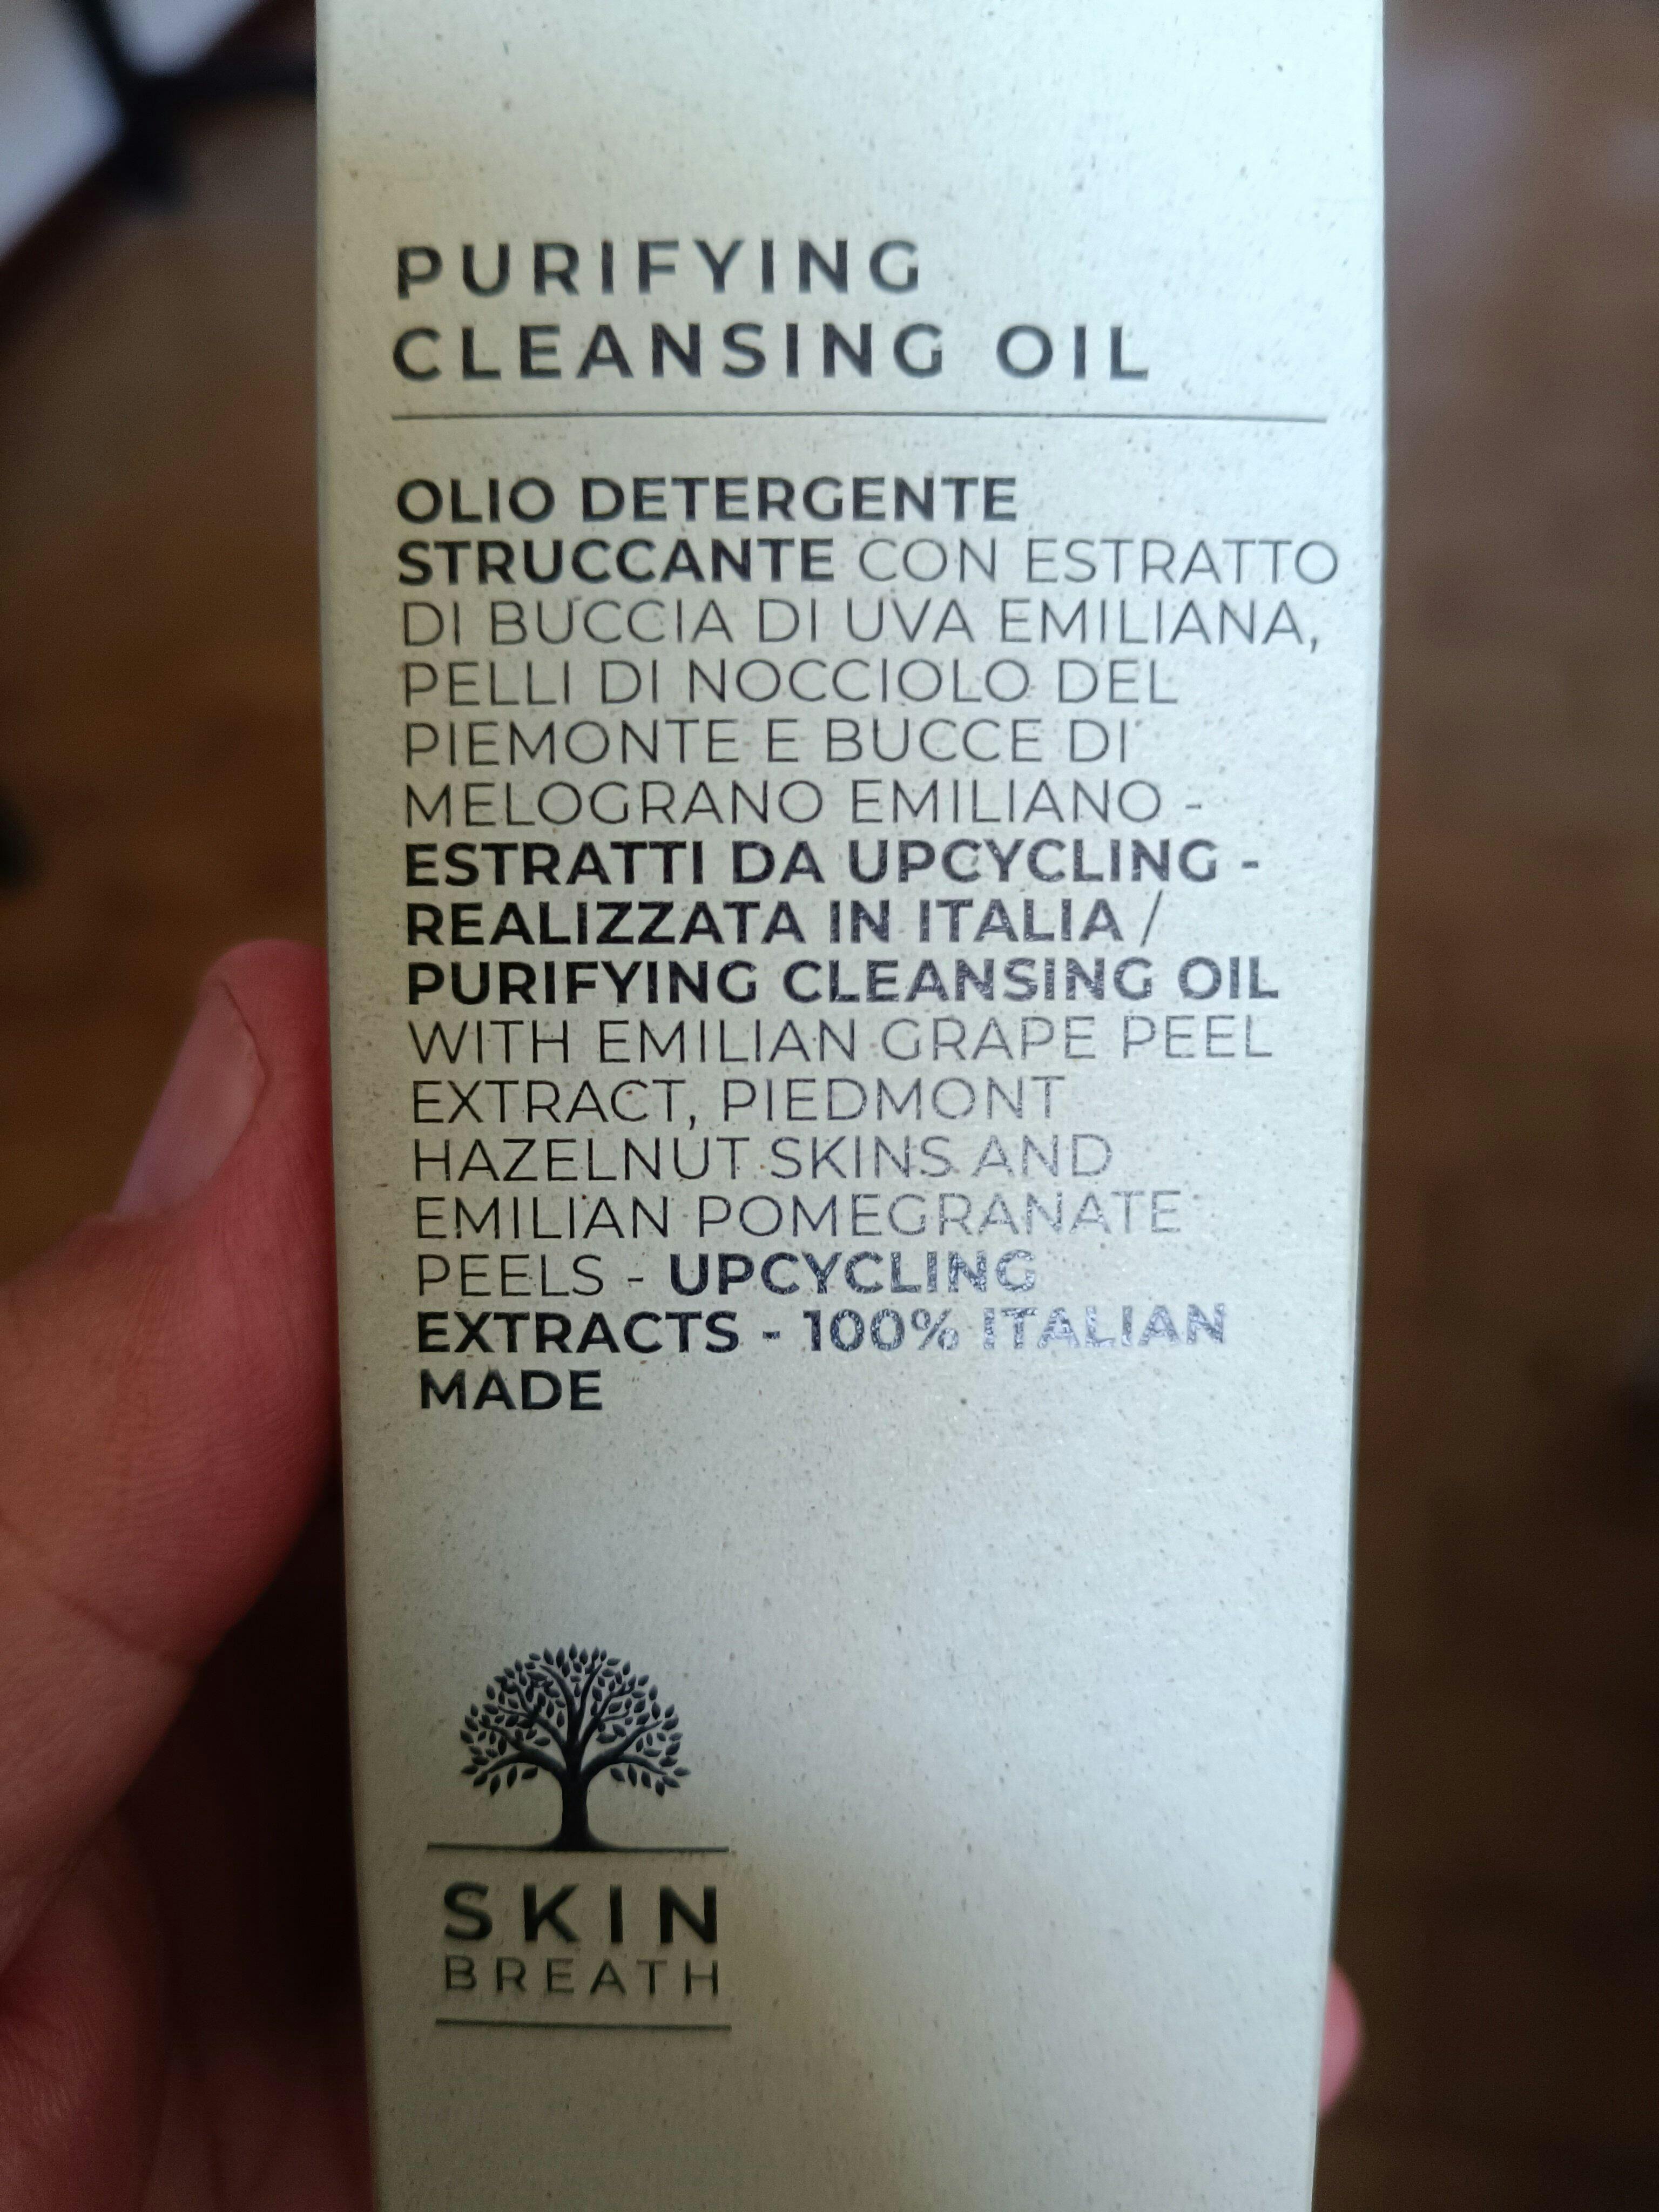 PURIFYING
CLEANSING OIL
OLIO DETERGENTE
STRUCCANTE CON ESTRATTO
DI BUCCIA DI UVA EMILIANA,
PELLI DI NOCCIOLO DEL
PIEMONTE E BUCCE DI
MELOGRANO EMILIANO -
ESTRATTI DA UPCYCLING -
REALIZZATA IN ITALIA /
PURIFYING CLEANSING OIL
WITH EMILIAN GRAPE PEEL
EXTRACT, PIEDMONT
HAZELNUT SKINS AND
EMILIAN POMEGRANATE
PEELS - UPCYCLING
EXTRACTS - 100% ITALIAN
MADE
SKIN
BREATH